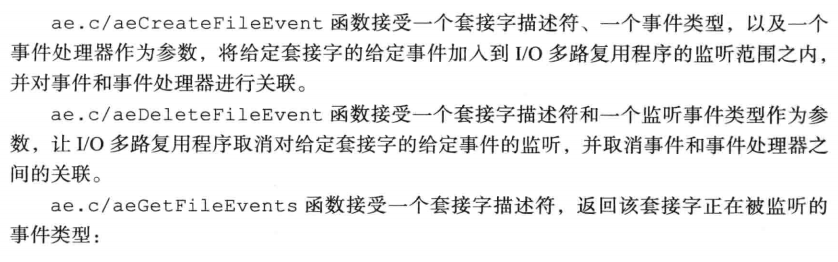 ae.c/aeCreateFileEvent 函数接受一个套接字描述符、一个事件类型，以及一个
事件处理器作为参数，将给定套接字的给定事件加入到 I/O 多路复用程序的监听范围之内，
并对事件和事件处理器进行关联。
ae.c/aeDeleteFileEvent 函数接受一个套接字描述符和一个监听事件类型作为参
数，让 I/O 多路复用程序取消对给定套接字的给定事件的监听，并取消事件和事件处理器之
间的关联。
ae.c/aeGetFileEvents 函数接受一个套接字描述符，返回该套接字正在被监听的
事件类型：